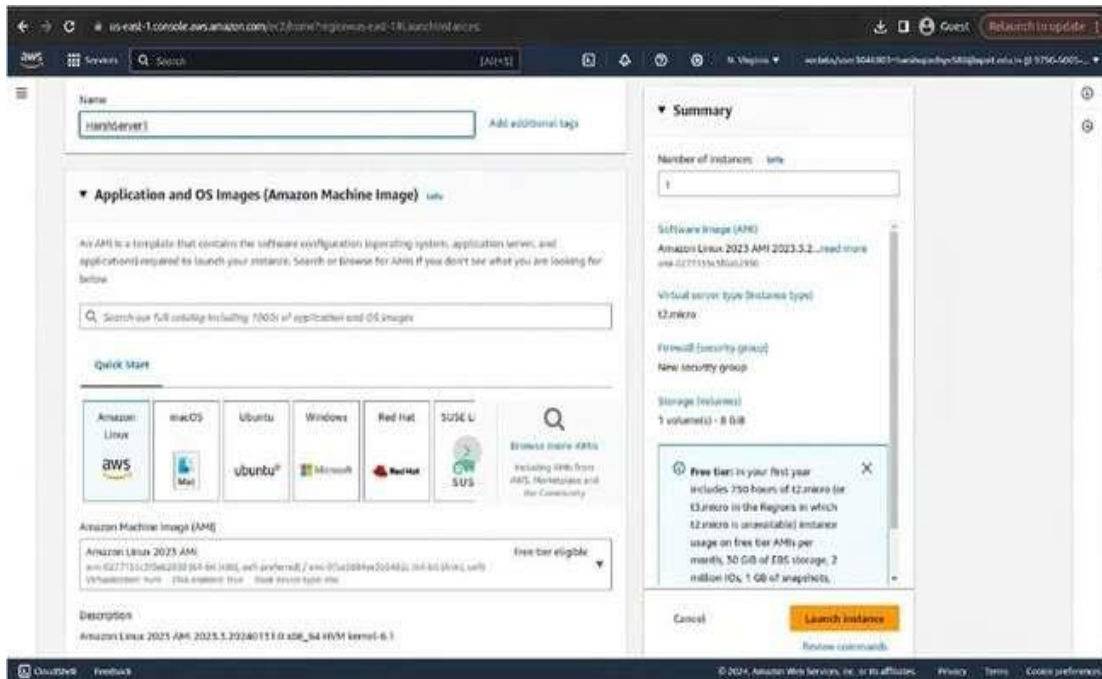 us-east-1.console.aws.amazon.com/ec2/home?region=us-east-1#LaunchInstances:
Guest
Relaunch to update
aws
Services
Search
[Alt+S]
N. Virginia
Name
HarshServer1
Add additional tags
Application and OS Images (Amazon Machine Image) Info
An AMI is a template that contains the software configuration (operating system, application server, and
applications) required to launch your instance. Search or Browse for AMIs if you don't see what you are looking for
below
Search our full catalog including 1000s of application and OS images
Quick Start
Amazon
Linux
aws
macOS
Mac
Ubuntu
ubuntu®
Windows
Microsoft
Red Hat
Red Hat
SUSE Li
SUS
Browse more AMIs
Including AMIs from
AWS, Marketplace and
the Community
Amazon Machine Image (AMI)
Amazon Linux 2023 AMI
Free tier eligible
Description
Amazon Linux 2023 AMI 2023.3.20240131.0 x86_64 HVM kernel-6.1
Summary
Number of instances Info
1
Software Image (AMI)
Amazon Linux 2023 AMI 2023.3.2...read more
Virtual server type (instance type)
t2.micro
Firewall (security group)
New security group
Storage (volumes)
1 volume(s) - 8 GiB
Free tier: In your first year
includes 750 hours of t2.micro (or
t3.micro in the Regions in which
t2.micro is unavailable) instance
usage on free tier AMIs per
month, 30 GiB of EBS storage, 2
million IOs, 1 GB of snapshots,
Cancel
Launch instance
Review commands
CloudShell
Feedback
© 2024, Amazon Web Services, Inc. or its affiliates.
Privacy
Terms
Cookie preferences